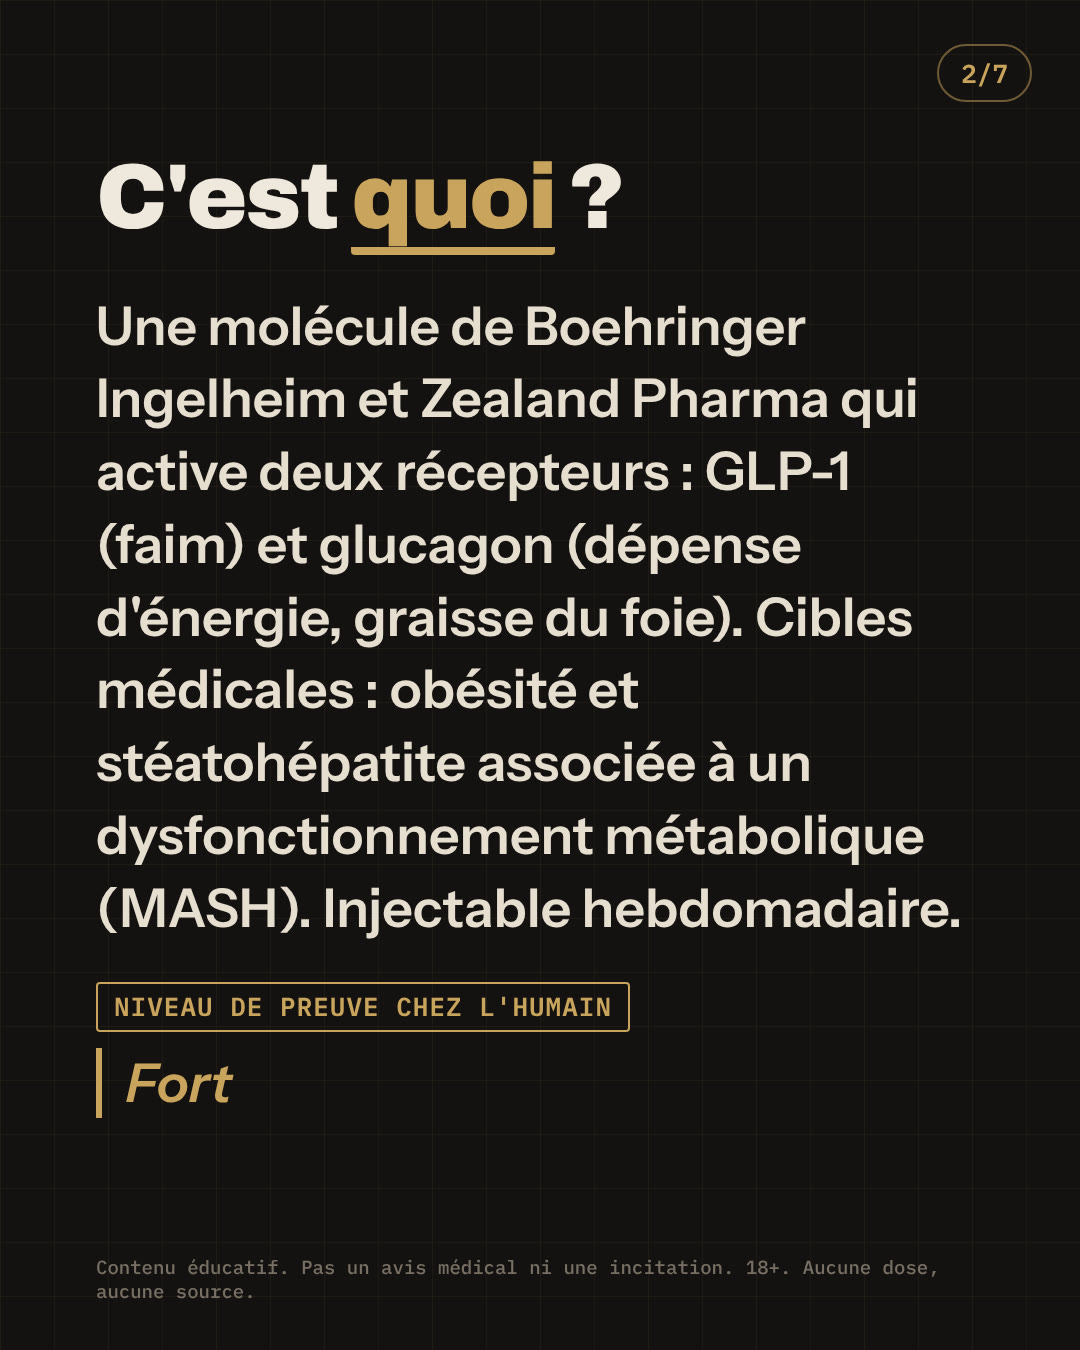 2/7
C'est quoi ?
Une molécule de Boehringer
Ingelheim et Zealand Pharma qui
active deux récepteurs : GLP-1
(faim) et glucagon (dépense
d'énergie, graisse du foie). Cibles
médicales : obésité et
stéatohépatite associée à un
dysfonctionnement métabolique
(MASH). Injectable hebdomadaire.
NIVEAU DE PREUVE CHEZ L'HUMAIN
Fort
Contenu éducatif. Pas un avis médical ni une incitation. 18+. Aucune dose,
aucune source.